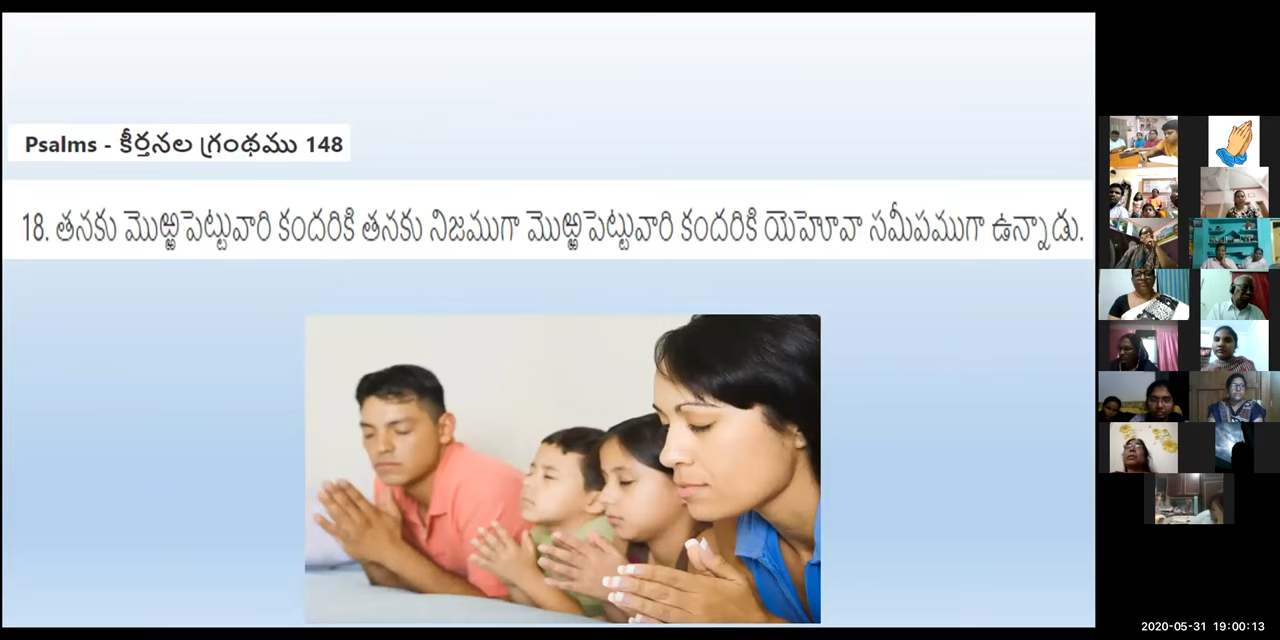 Psalms - కీర్తనల గ్రంథము 148
18. తనకు మొఱ్ఱపెట్టువారి కందరికి తనకు నిజముగా మొఱ్ఱపెట్టువారి కందరికి యెహోవా సమీపముగా ఉన్నాడు.
2020-05-31 19:00:13